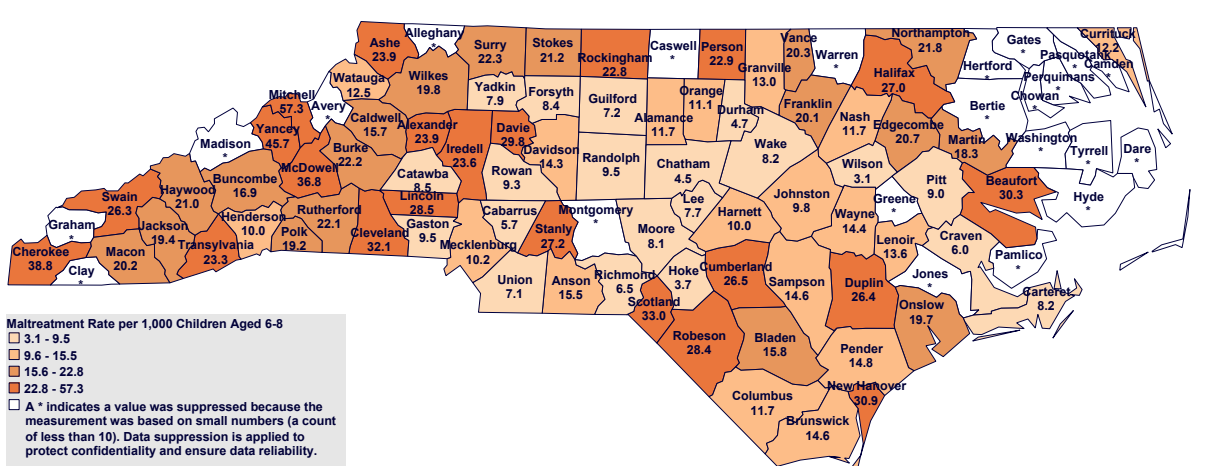 Ashe
23.9
Alleghany
*
Surry
22.3
Stokes
21.2
Rockingham
22.8
Caswell
*
Person
22.9
Granville
13.0
Vance
20.3
Warren
*
Northampton
21.8
Halifax
27.0
Gates
*
Hertford
*
Pasquotank
*
Currituck
12.2
Camden
*
Perquimans
*
Chowan
*
Bertie
*
Watauga
12.5
Wilkes
19.8
Yadkin
7.9
Forsyth
8.4
Guilford
7.2
Alamance
11.7
Orange
11.1
Durham
4.7
Franklin
20.1
Nash
11.7
Edgecombe
20.7
Martin
18.3
Washington
*
Tyrrell
*
Dare
*
Mitchell
57.3
Avery
*
Yancey
45.7
Caldwell
15.7
Alexander
23.9
Iredell
23.6
Davie
29.8
Davidson
14.3
Randolph
9.5
Chatham
4.5
Wake
8.2
Wilson
3.1
Pitt
9.0
Beaufort
30.3
Hyde
*
Madison
*
Buncombe
16.9
McDowell
36.8
Burke
22.2
Catawba
8.5
Rowan
9.3
Lee
7.7
Harnett
10.0
Johnston
9.8
Wayne
14.4
Greene
*
Lenoir
13.6
Craven
6.0
Pamlico
*
Swain
26.3
Haywood
21.0
Henderson
10.0
Polk
19.2
Rutherford
22.1
Cleveland
32.1
Lincoln
28.5
Gaston
9.5
Mecklenburg
10.2
Cabarrus
5.7
Stanly
27.2
Montgomery
*
Moore
8.1
Graham
*
Jackson
19.4
Transylvania
23.3
Cherokee
38.8
Clay
*
Macon
20.2
Union
7.1
Anson
15.5
Richmond
6.5
Hoke
3.7
Cumberland
26.5
Sampson
14.6
Duplin
26.4
Jones
*
Onslow
19.7
Carteret
8.2
Scotland
33.0
Robeson
28.4
Bladen
15.8
Pender
14.8
New Hanover
30.9
Columbus
11.7
Brunswick
14.6
Maltreatment Rate per 1,000 Children Aged 6-8
3.1 - 9.5
9.6 - 15.5
15.6 - 22.8
22.8 - 57.3
A * indicates a value was suppressed because the
measurement was based on small numbers (a count
of less than 10). Data suppression is applied to
protect confidentiality and ensure data reliability.